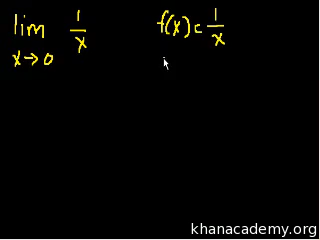 lim 1/x
x→0
f(x) = 1/x
khanacademy.org